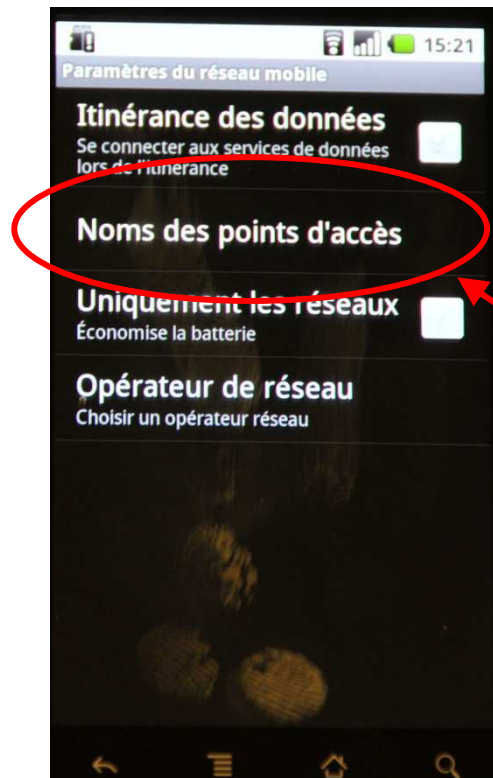 15:21
Paramètres du réseau mobile
Itinérance des données
Se connecter aux services de données
lors de l'itinérance
Noms des points d'accès
Uniquement les réseaux
Économise la batterie
Opérateur de réseau
Choisir un opérateur réseau